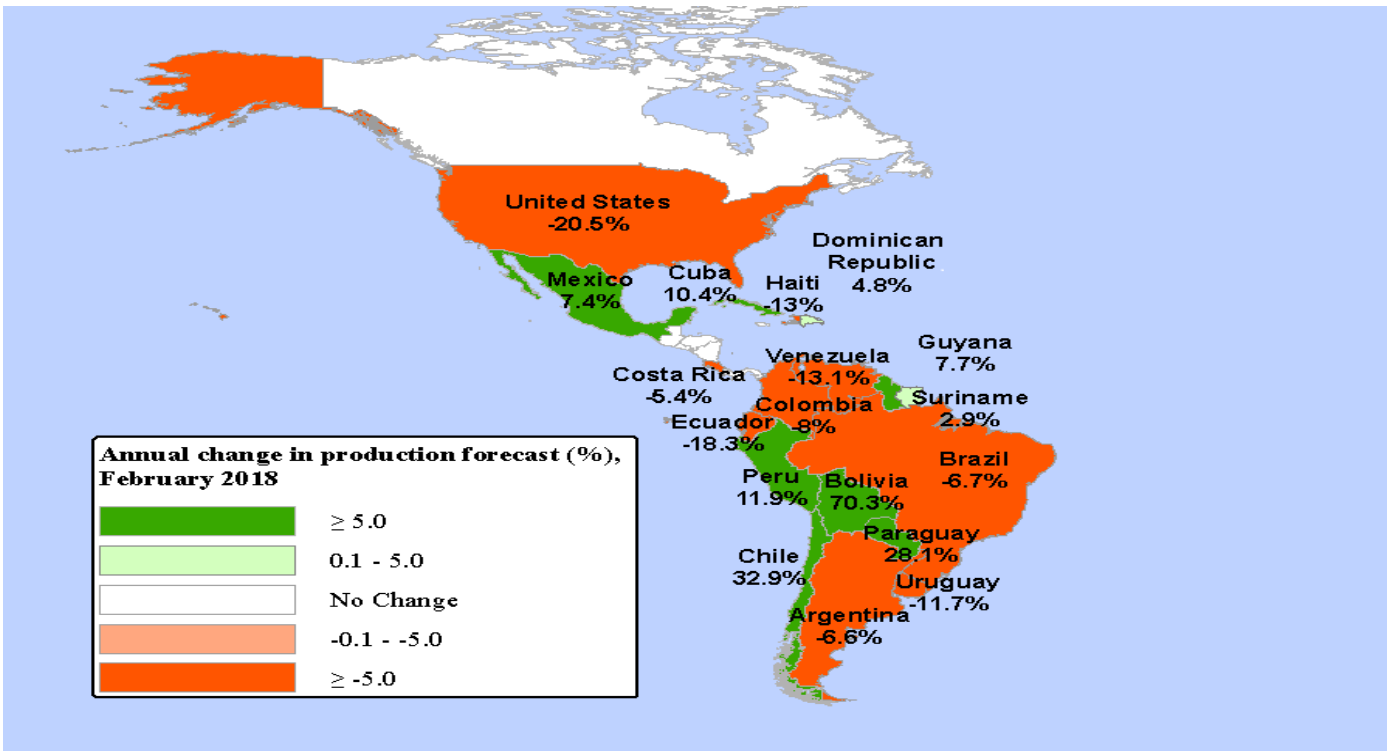 United States
-20.5%
Dominican
Republic
4.8%
Mexico
7.4%
Cuba
10.4%
Haiti
-13%
Guyana
7.7%
Venezuela
-13.1%
Costa Rica
-5.4%
Colombia
-8%
Suriname
2.9%
Ecuador
-18.3%
Brazil
-6.7%
Peru
11.9%
Bolivia
70.3%
Paraguay
28.1%
Chile
32.9%
Uruguay
-11.7%
Argentina
-6.6%
Annual change in production forecast (%),
February 2018
≥ 5.0
0.1 - 5.0
No Change
-0.1 - -5.0
≥ -5.0